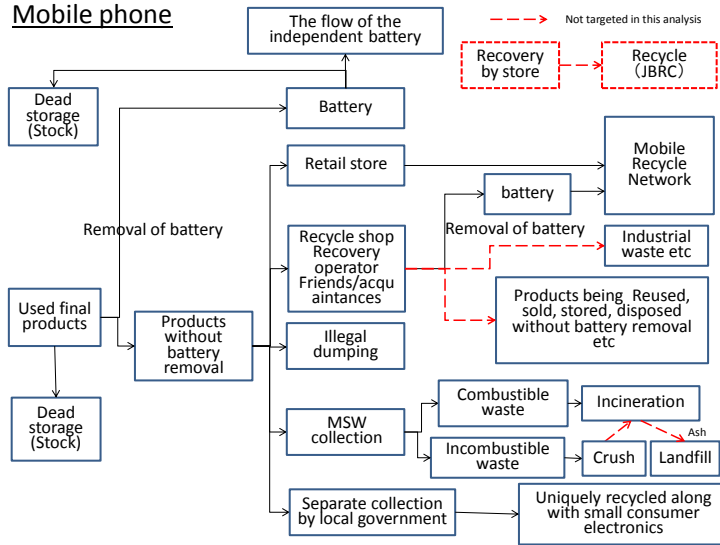 Mobile phone
The flow of the
independent battery
Not targeted in this analysis
Recovery
by store
Recycle
（JBRC）
Dead
storage
(Stock)
Battery
Retail store
Mobile
Recycle
Network
battery
Removal of battery
Recycle shop
Recovery
operator
Friends/acqu
aintances
Removal of battery
Industrial
waste etc
Used final
products
Products
without
battery
removal
Illegal
dumping
Products being Reused,
sold, stored, disposed
without battery removal
etc
Dead
storage
(Stock)
MSW
collection
Combustible
waste
Incineration
Ash
Incombustible
waste
Crush
Landfill
Separate collection
by local government
Uniquely recycled along
with small consumer
electronics